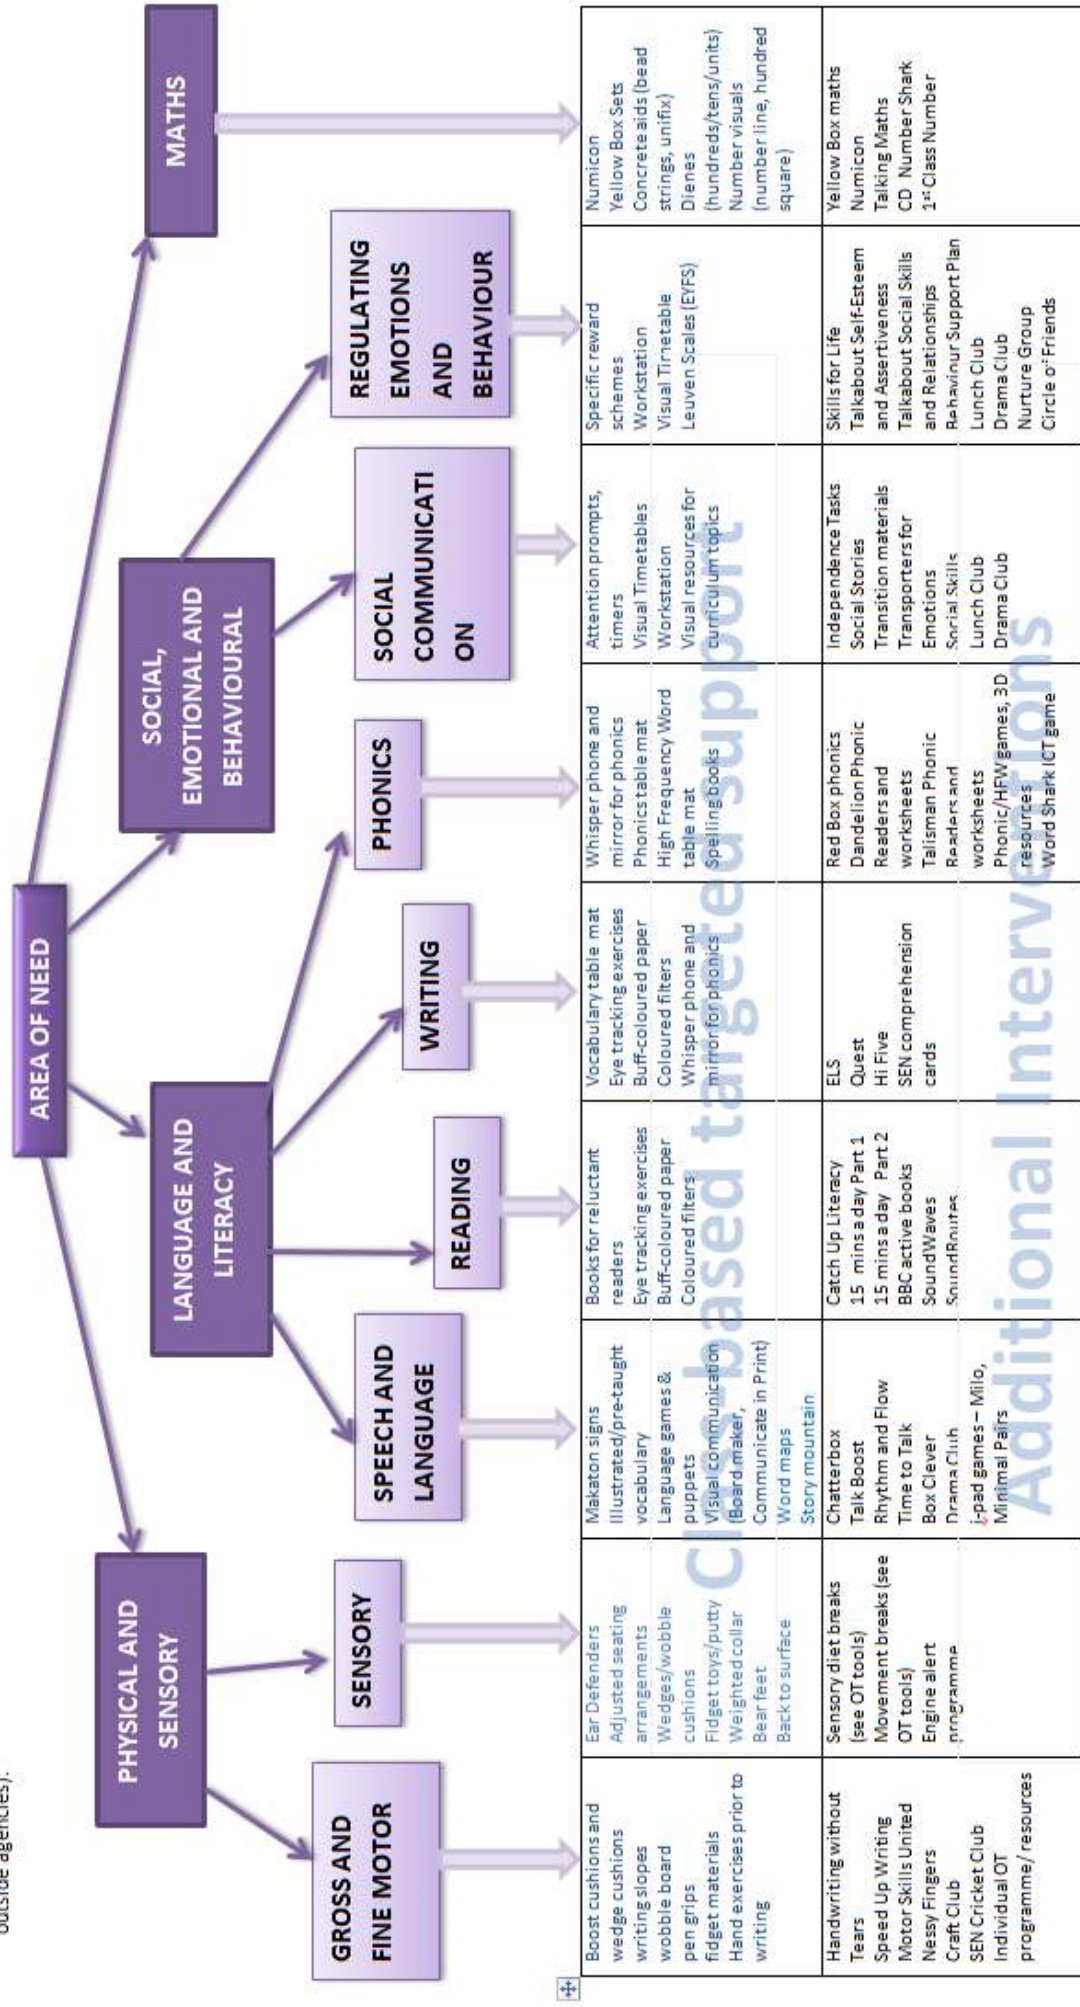 outside agencies).
AREA OF NEED
PHYSICAL AND
SENSORY
LANGUAGE AND
LITERACY
SOCIAL,
EMOTIONAL AND
BEHAVIOURAL
MATHS
GROSS AND
FINE MOTOR
SENSORY
SPEECH AND
LANGUAGE
READING
WRITING
PHONICS
SOCIAL
COMMUNICATI
ON
REGULATING
EMOTIONS
AND
BEHAVIOUR
Boost cushions and
wedge cushions
writing slopes
wobble board
pen grips
fidget materials
Hand exercises prior to
writing
Ear Defenders
Adjusted seating
arrangements
Wedges/wobble
cushions
Fidget toys/putty
Weighted collar
Bear feet
Back to surface
Makaton signs
Illustrated/pre-taught
vocabulary
Language games &
puppets
Visual communication
(Board maker,
Communicate in Print)
Word maps
Story mountain
Books for reluctant
readers
Eye tracking exercises
Buff-coloured paper
Coloured filters
Vocabulary table mat
Eye tracking exercises
Buff-coloured paper
Coloured filters
Whisper phone and
mirror for phonics
Whisper phone and
mirror for phonics
Phonics table mat
High Frequency Word
table mat
Spelling books
Attention prompts,
timers
Visual Timetables
Workstation
Visual resources for
curriculum topics
Specific reward
schemes
Workstation
Visual Timetable
Leuven Scales (EYFS)
Numicon
Yellow Box Sets
Concrete aids (bead
strings, unifix)
Dienes
(hundreds/tens/units)
Number visuals
(number line, hundred
square)
Class-based targeted support
Handwriting without
Tears
Speed Up Writing
Motor Skills United
Nessy Fingers
Craft Club
SEN Cricket Club
Individual OT
programme/ resources
Sensory diet breaks
(see OT tools)
Movement breaks (see
OT tools)
Engine alert
programme
Chatterbox
Talk Boost
Rhythm and Flow
Time to Talk
Box Clever
Drama Club
i-pad games – Milo,
Minimal Pairs
Catch Up Literacy
15 mins a day Part 1
15 mins a day Part 2
BBC active books
SoundWaves
SoundRoutes
ELS
Quest
Hi Five
SEN comprehension
cards
Red Box phonics
Dandelion Phonic
Readers and
worksheets
Talisman Phonic
Readers and
worksheets
Phonic/HFW games, 3D
resources
Word Shark ICT game
Independence Tasks
Social Stories
Transition materials
Transporters for
Emotions
Social Skills
Lunch Club
Drama Club
Skills for Life
Talkabout Self-Esteem
and Assertiveness
Talkabout Social Skills
and Relationships
Behaviour Support Plan
Lunch Club
Drama Club
Nurture Group
Circle of Friends
Yellow Box maths
Numicon
Talking Maths
CD Number Shark
1st Class Number
Additional Interventions